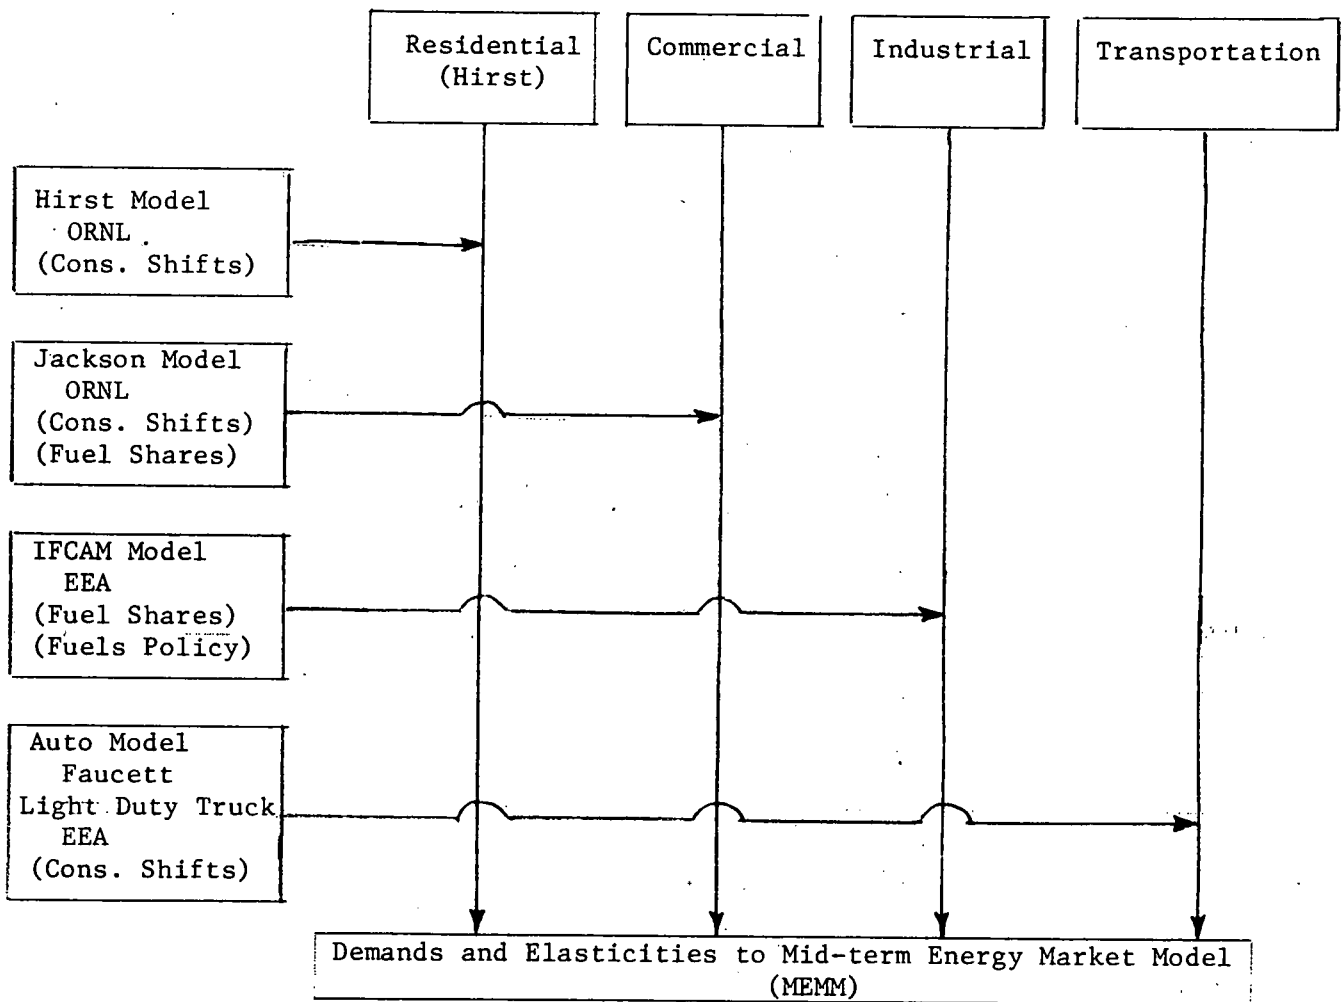 Residential
(Hirst)
Commercial
Industrial
Transportation
Hirst Model
ORNL
(Cons. Shifts)
Jackson Model
ORNL
(Cons. Shifts)
(Fuel Shares)
IFCAM Model
EEA
(Fuel Shares)
(Fuels Policy)
Auto Model
Faucett
Light Duty Truck
EEA
(Cons. Shifts)
Demands and Elasticities to Mid-term Energy Market Model
(MEMM)